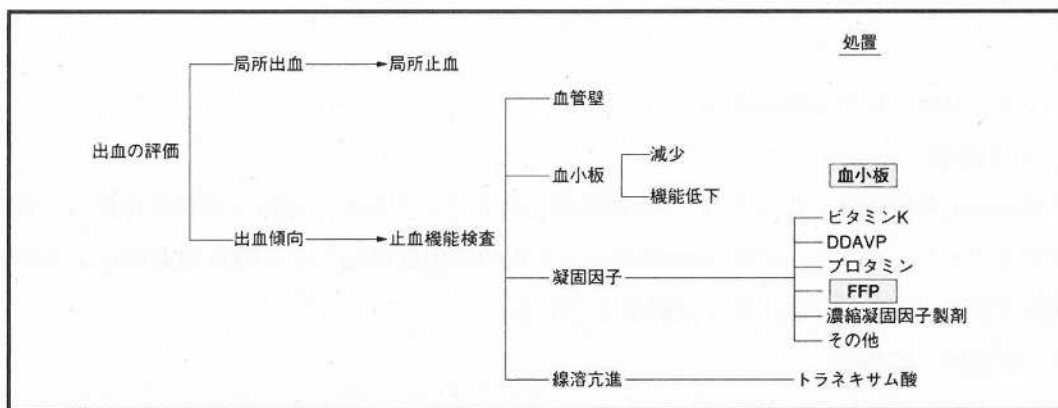 処置
局所出血
局所止血
血管壁
出血の評価
減少
血小板
血小板
機能低下
ビタミンK
出血傾向
止血機能検査
DDAVP
プロタミン
凝固因子
FFP
濃縮凝固因子製剤
その他
線溶亢進
トラネキサム酸